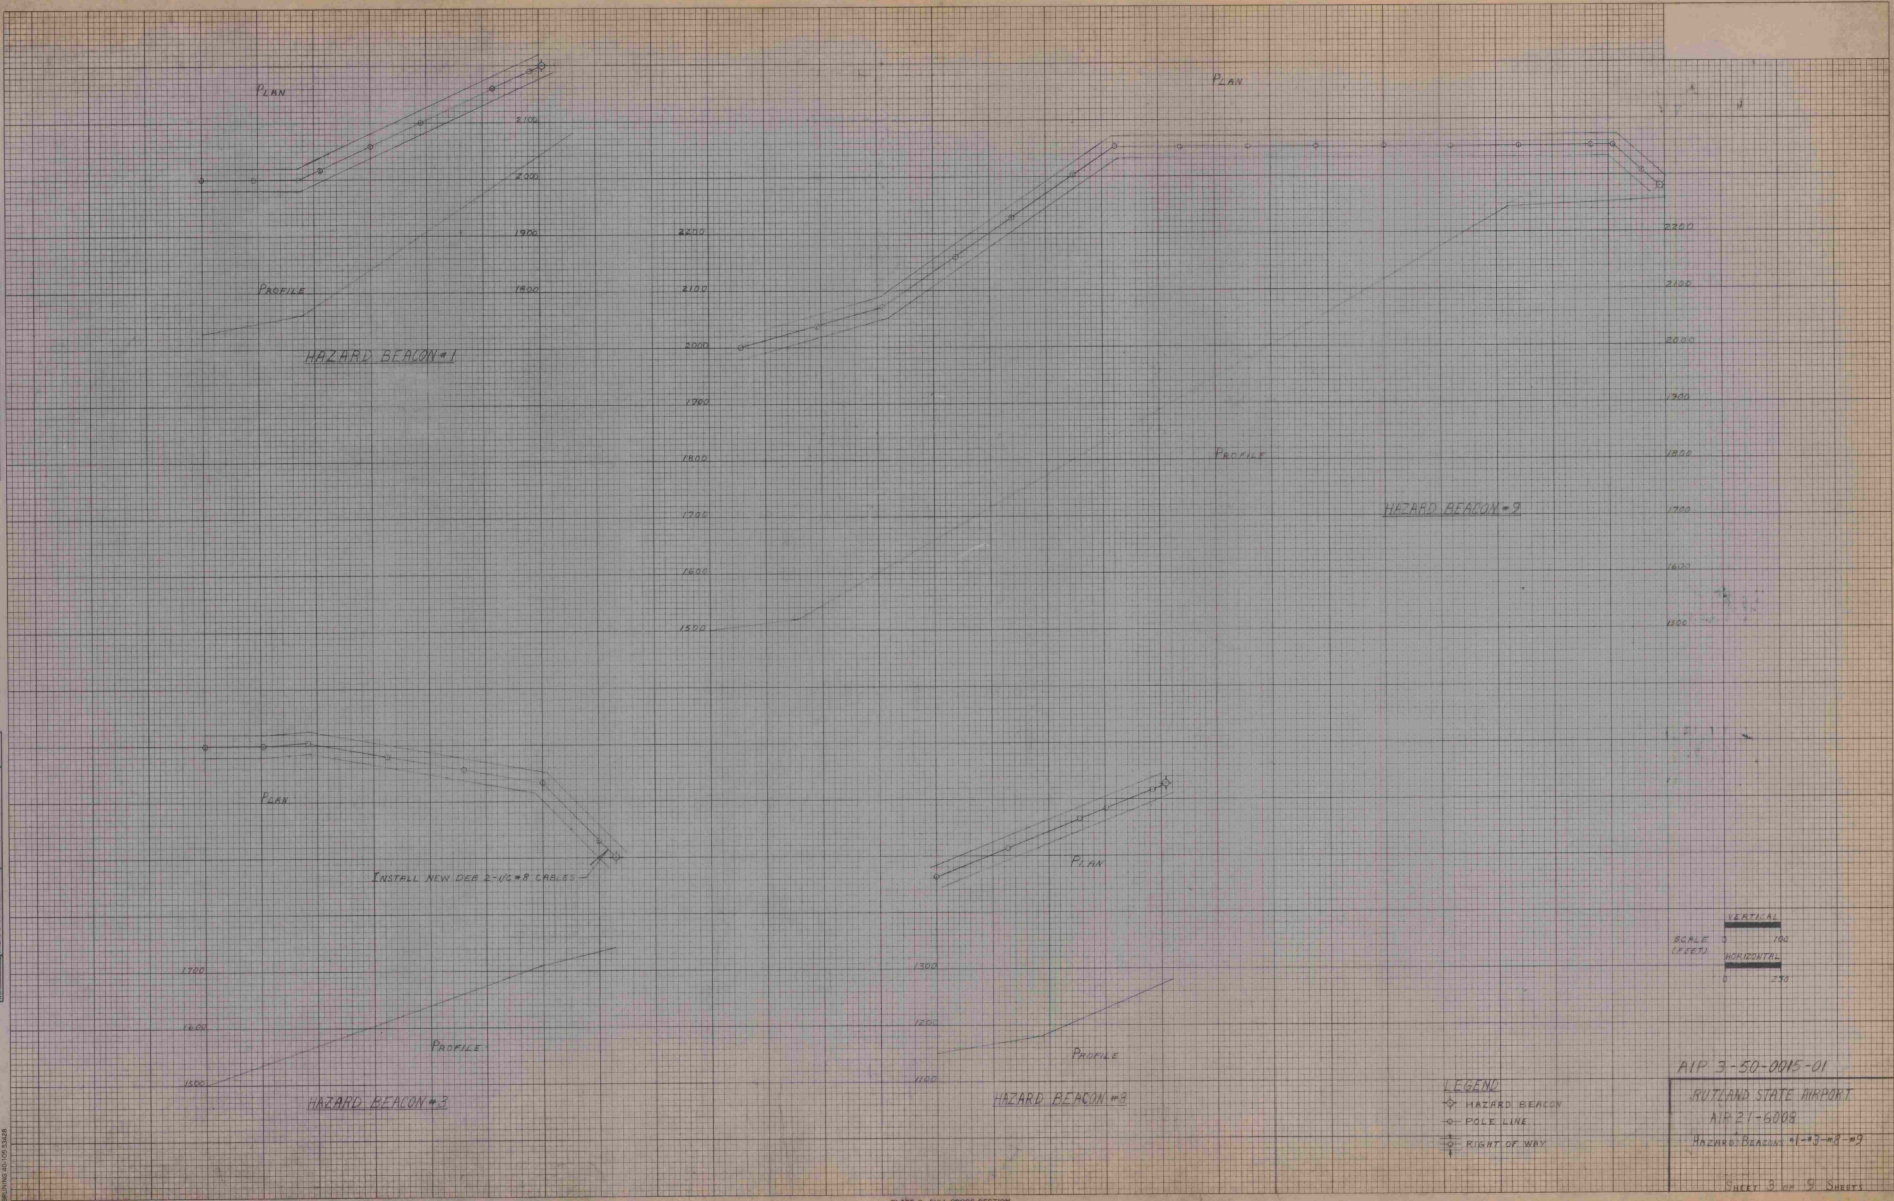 PLAN
2100
2000
1900
1800
PROFILE
HAZARD BEACON #1
PLAN
2200
2100
2000
1900
1800
1700
1600
1500
2200
2100
2000
1900
1800
1700
1600
1500
PROFILE
HAZARD BEACON #9
PLAN
INSTALL NEW DEB 2-1/C #8 CABLES
1700
1600
1500
PROFILE
HAZARD BEACON #3
PLAN
1300
1200
1100
PROFILE
HAZARD BEACON #8
LEGEND
HAZARD BEACON
POLE LINE
RIGHT OF WAY
VERTICAL
SCALE 0 100
(FEET)
HORIZONTAL
0 250
AIP 3-50-0015-01
RUTLAND STATE AIRPORT
AIR 21-6008
HAZARD BEACONS #1-#3-#8-#9
SHEET 3 OF 9 SHEETS